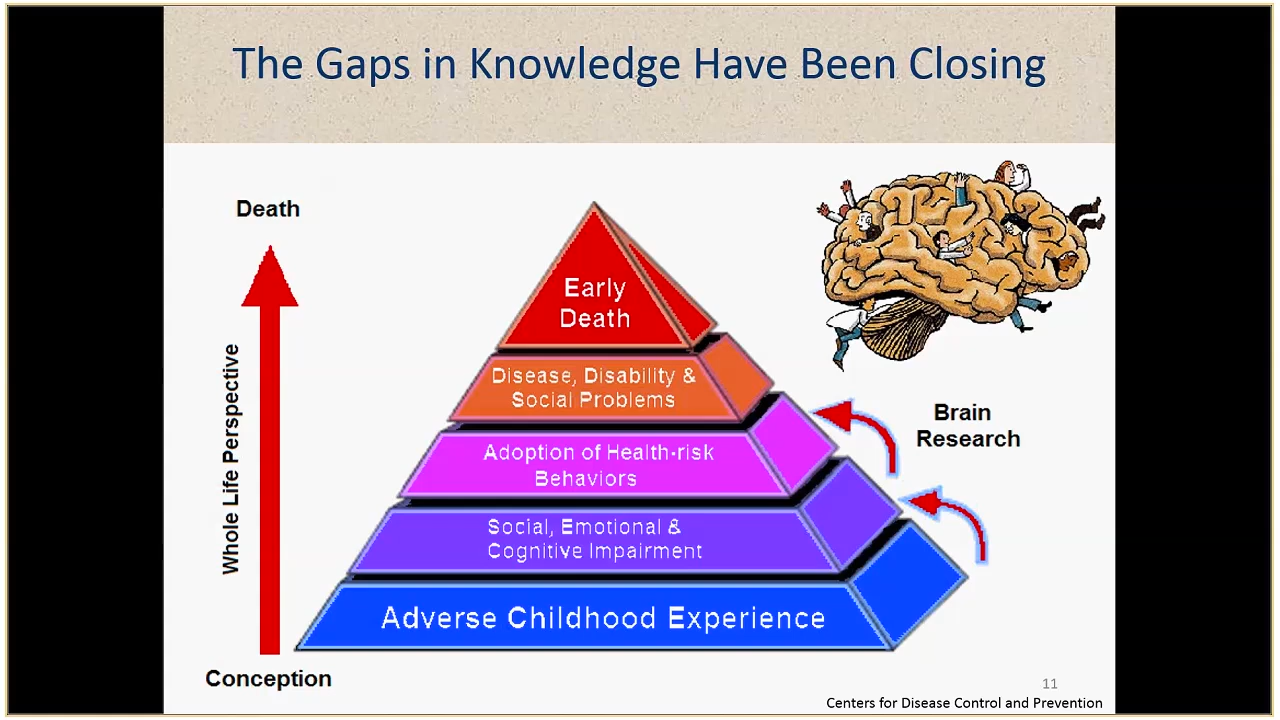 The Gaps in Knowledge Have Been Closing
Death
Whole Life Perspective
Conception
Early
Death
Disease, Disability &
Social Problems
Adoption of Health-risk
Behaviors
Social, Emotional &
Cognitive Impairment
Adverse Childhood Experience
Brain
Research
11
Centers for Disease Control and Prevention